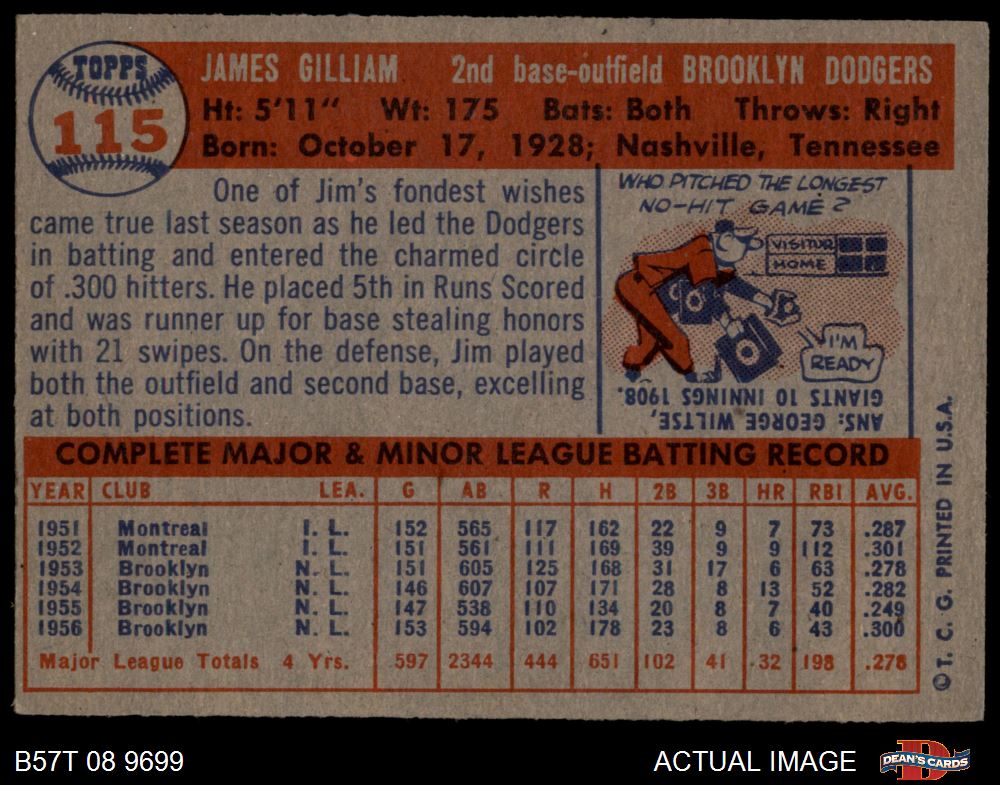 TOPPS
115
JAMES GILLIAM 2nd base-outfield BROOKLYN DODGERS
Ht: 5'11" Wt: 175 Bats: Both Throws: Right
Born: October 17, 1928; Nashville, Tennessee
One of Jim's fondest wishes
came true last season as he led the Dodgers
in batting and entered the charmed circle
of .300 hitters. He placed 5th in Runs Scored
and was runner up for base stealing honors
with 21 swipes. On the defense, Jim played
both the outfield and second base, excelling
at both positions.
WHO PITCHED THE LONGEST
NO-HIT GAME?
VISITOR
HOME
I'M
READY
ANS: GEORGE WILTSE,
GIANTS 10 INNINGS 1908.
COMPLETE MAJOR & MINOR LEAGUE BATTING RECORD
YEAR CLUB LEA. G AB R H 2B 3B HR RBI AVG.
1951 Montreal I. L. 152 565 117 162 22 9 7 73 .287
1952 Montreal I. L. 151 561 111 169 39 9 9 112 .301
1953 Brooklyn N. L. 151 605 125 168 31 17 6 63 .278
1954 Brooklyn N. L. 146 607 107 171 28 8 13 52 .282
1955 Brooklyn N. L. 147 538 110 134 20 8 7 40 .249
1956 Brooklyn N. L. 153 594 102 178 23 8 6 43 .300
Major League Totals 4 Yrs. 597 2344 444 651 102 41 32 198 .278
©T. C. G. PRINTED IN U.S.A.
B57T 08 9699
ACTUAL IMAGE
D
DEAN'S CARDS